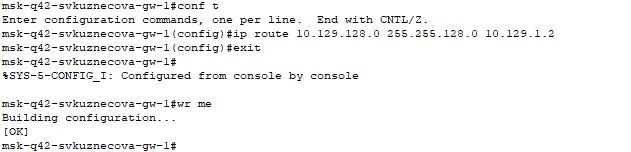 msk-q42-svkuznecova-gw-1#conf t
Enter configuration commands, one per line.  End with CNTL/Z.
msk-q42-svkuznecova-gw-1(config)#ip route 10.129.128.0 255.255.128.0 10.129.1.2
msk-q42-svkuznecova-gw-1(config)#exit
msk-q42-svkuznecova-gw-1#
%SYS-5-CONFIG_I: Configured from console by console

msk-q42-svkuznecova-gw-1#wr me
Building configuration...
[OK]
msk-q42-svkuznecova-gw-1#